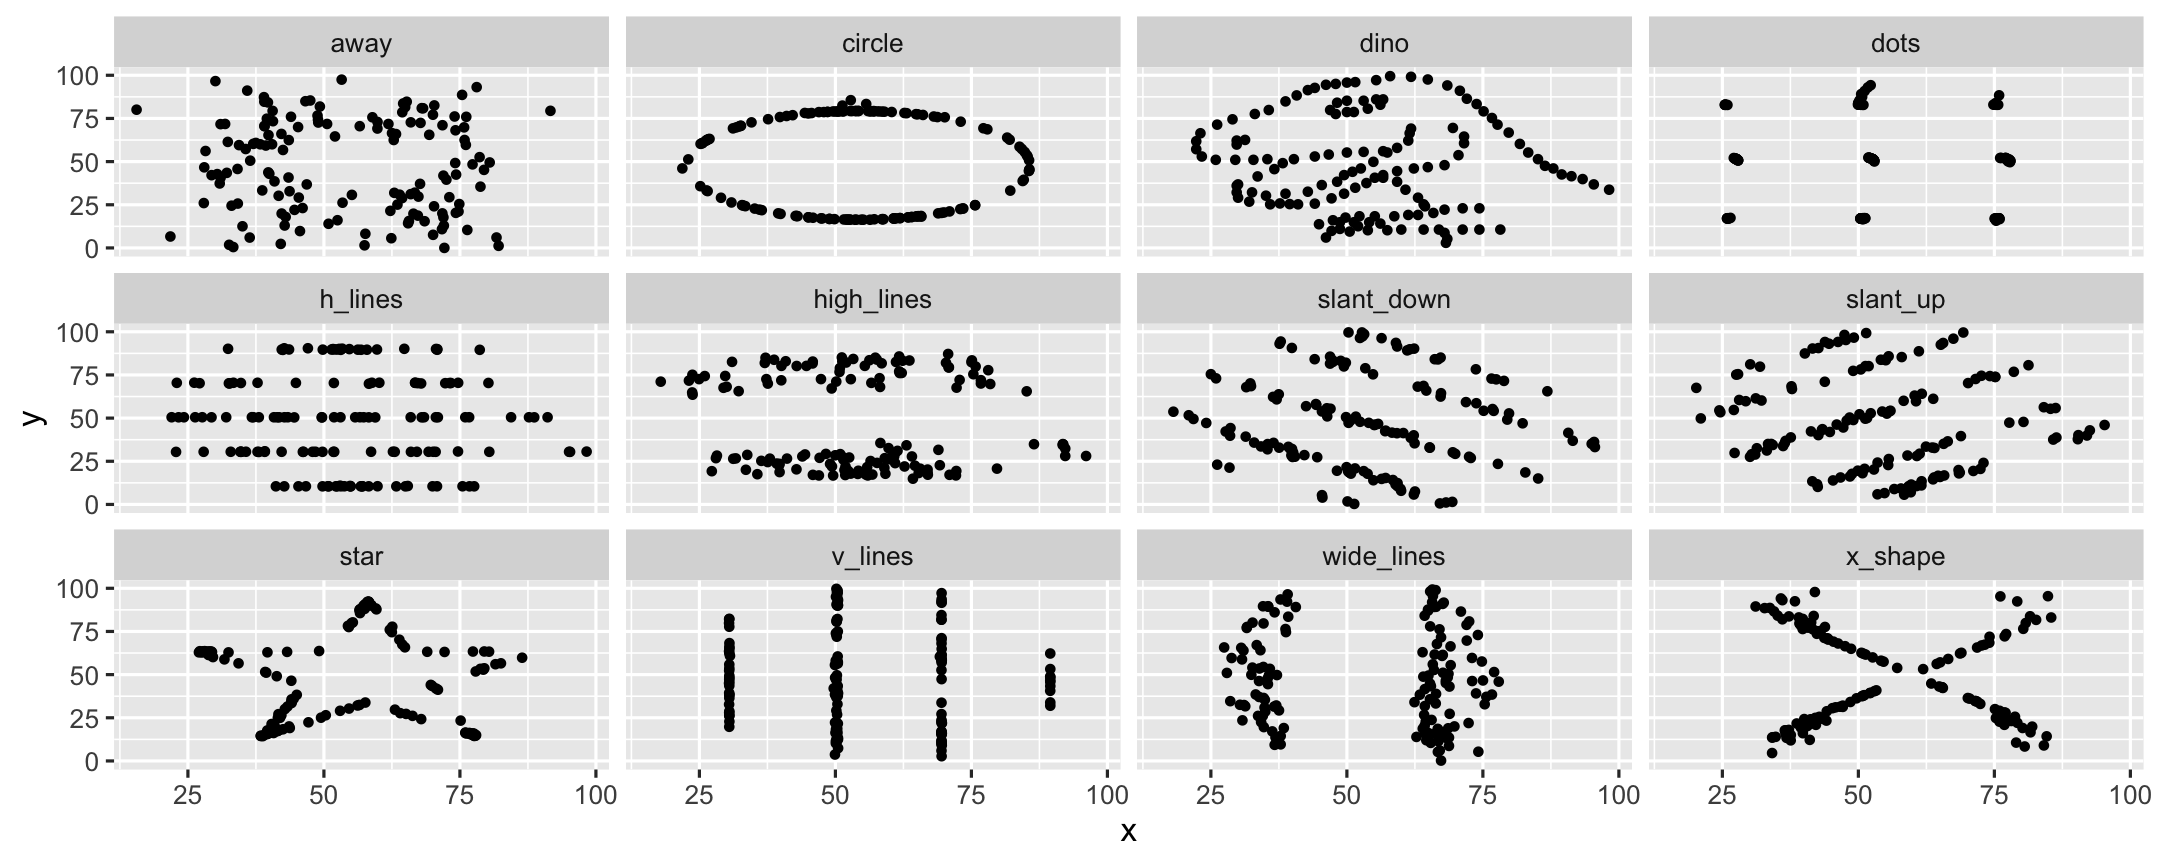 away circle dino dots
100
75
50
25
0
h_lines high_lines slant_down slant_up
100
75
50
25
0
y
star v_lines wide_lines x_shape
100
75
50
25
0
25 50 75 100 25 50 75 100 25 50 75 100 25 50 75 100
x